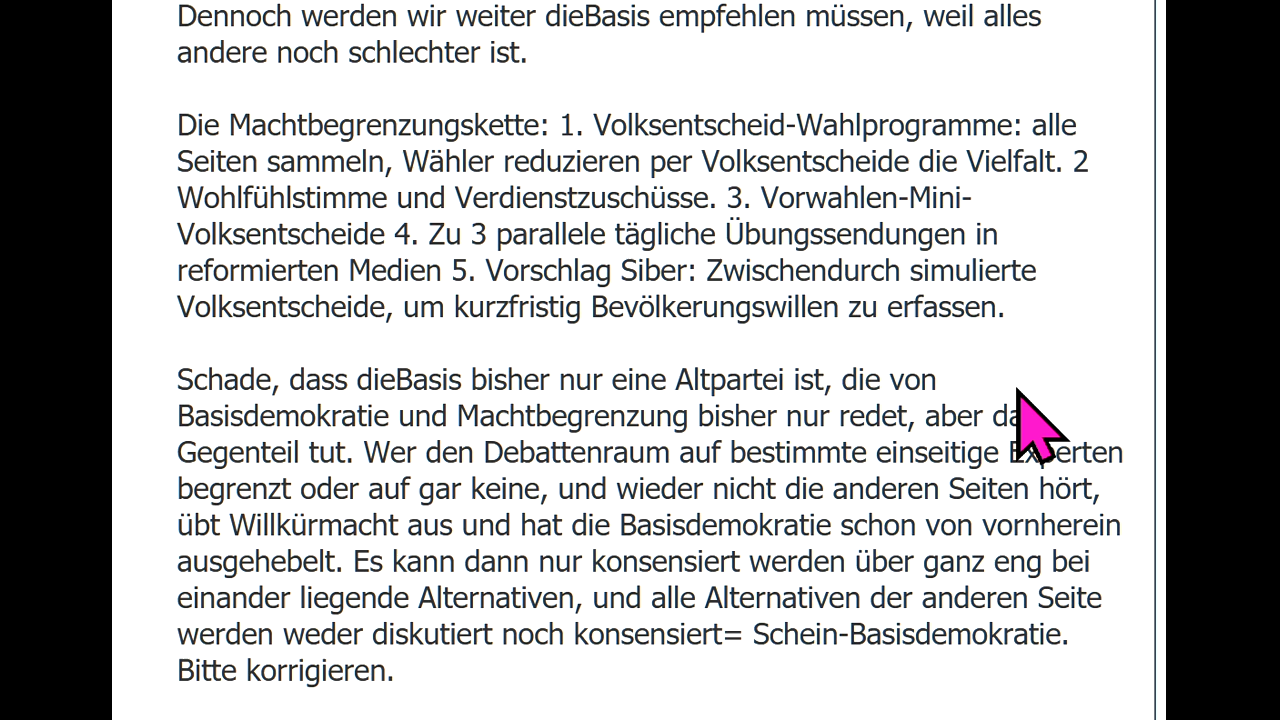 Dennoch werden wir weiter dieBasis empfehlen müssen, weil alles
andere noch schlechter ist.
Die Machtbegrenzungskette: 1. Volksentscheid-Wahlprogramme: alle
Seiten sammeln, Wähler reduzieren per Volksentscheide die Vielfalt. 2
Wohlfühlstimme und Verdienstzuschüsse. 3. Vorwahlen-Mini-
Volksentscheide 4. Zu 3 parallele tägliche Übungssendungen in
reformierten Medien 5. Vorschlag Siber: Zwischendurch simulierte
Volksentscheide, um kurzfristig Bevölkerungswillen zu erfassen.
Schade, dass dieBasis bisher nur eine Altpartei ist, die von
Basisdemokratie und Machtbegrenzung bisher nur redet, aber
Gegenteil tut. Wer den Debattenraum auf bestimmte einseitige Experten
begrenzt oder auf gar keine, und wieder nicht die anderen Seiten hört,
übt Willkürmacht aus und hat die Basisdemokratie schon von vornherein
ausgehebelt. Es kann dann nur konsensiert werden über ganz eng bei
einander liegende Alternativen, und alle Alternativen der anderen Seite
werden weder diskutiert noch konsensiert= Schein-Basisdemokratie.
Bitte korrigieren.